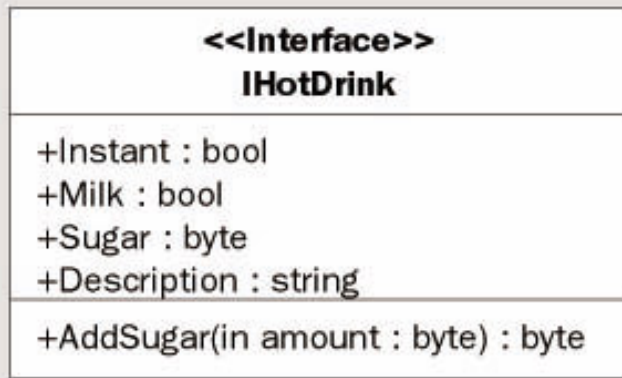 <<Interface>>
IHotDrink
+Instant : bool
+Milk : bool
+Sugar : byte
+Description : string
+AddSugar(in amount : byte) : byte